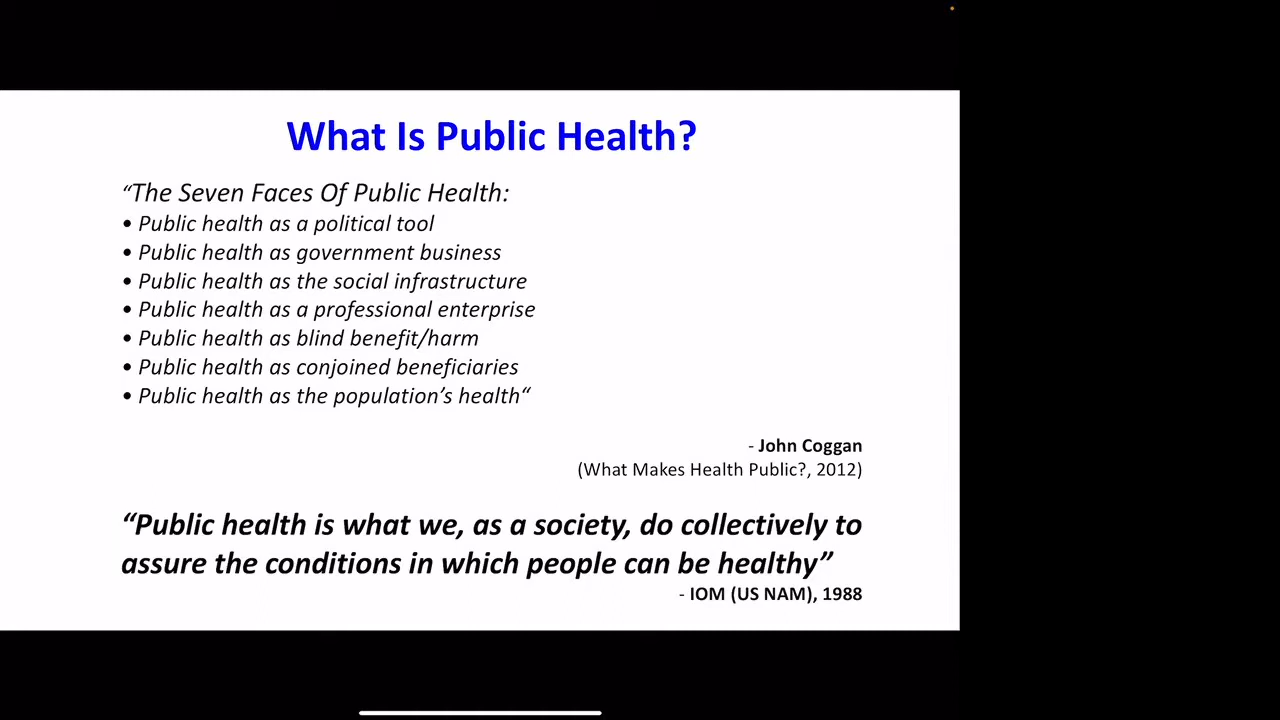 What Is Public Health?
“The Seven Faces Of Public Health:
• Public health as a political tool
• Public health as government business
• Public health as the social infrastructure
• Public health as a professional enterprise
• Public health as blind benefit/harm
• Public health as conjoined beneficiaries
• Public health as the population’s health“
- John Coggan
(What Makes Health Public?, 2012)
“Public health is what we, as a society, do collectively to
assure the conditions in which people can be healthy”
- IOM (US NAM), 1988